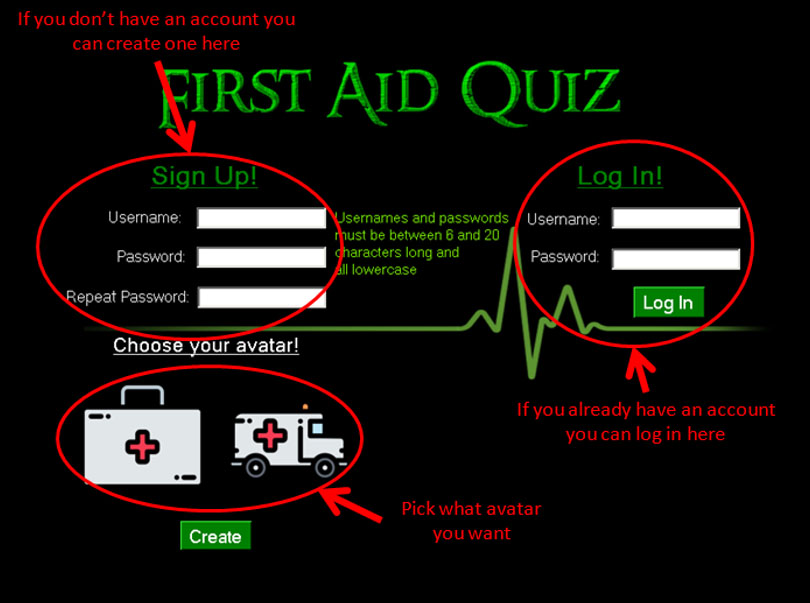 If you don’t have an account you
can create one here
First Aid Quiz
Sign Up!
Username:
Password:
Repeat Password:
Usernames and passwords
must be between 6 and 20
characters long and
all lowercase
Log In!
Username:
Password:
Log In
Choose your avatar!
If you already have an account
you can log in here
Pick what avatar
you want
Create